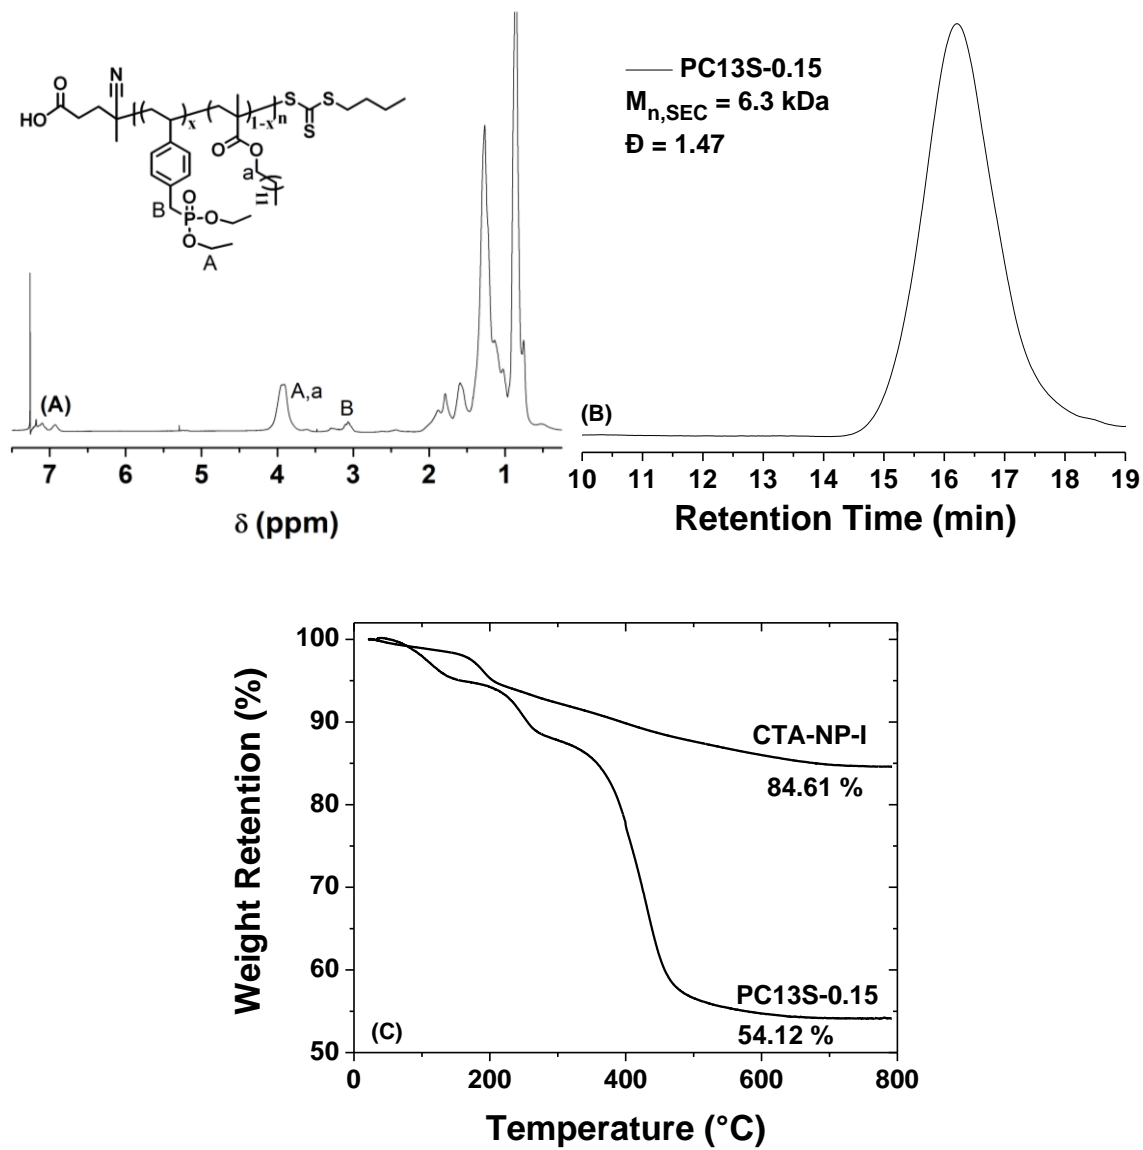 N
O
HO
x
1-x
n
S
S
S
O
O
a
11
B
O
P
O
O
A
(A)
A,a
B
7 6 5 4 3 2 1
δ (ppm)
PC13S-0.15
Mn,SEC = 6.3 kDa
Đ = 1.47
(B)
10 11 12 13 14 15 16 17 18 19
Retention Time (min)
100
90
80
70
60
50
Weight Retention (%)
CTA-NP-I
84.61 %
PC13S-0.15
54.12 %
(C)
0 200 400 600 800
Temperature (°C)